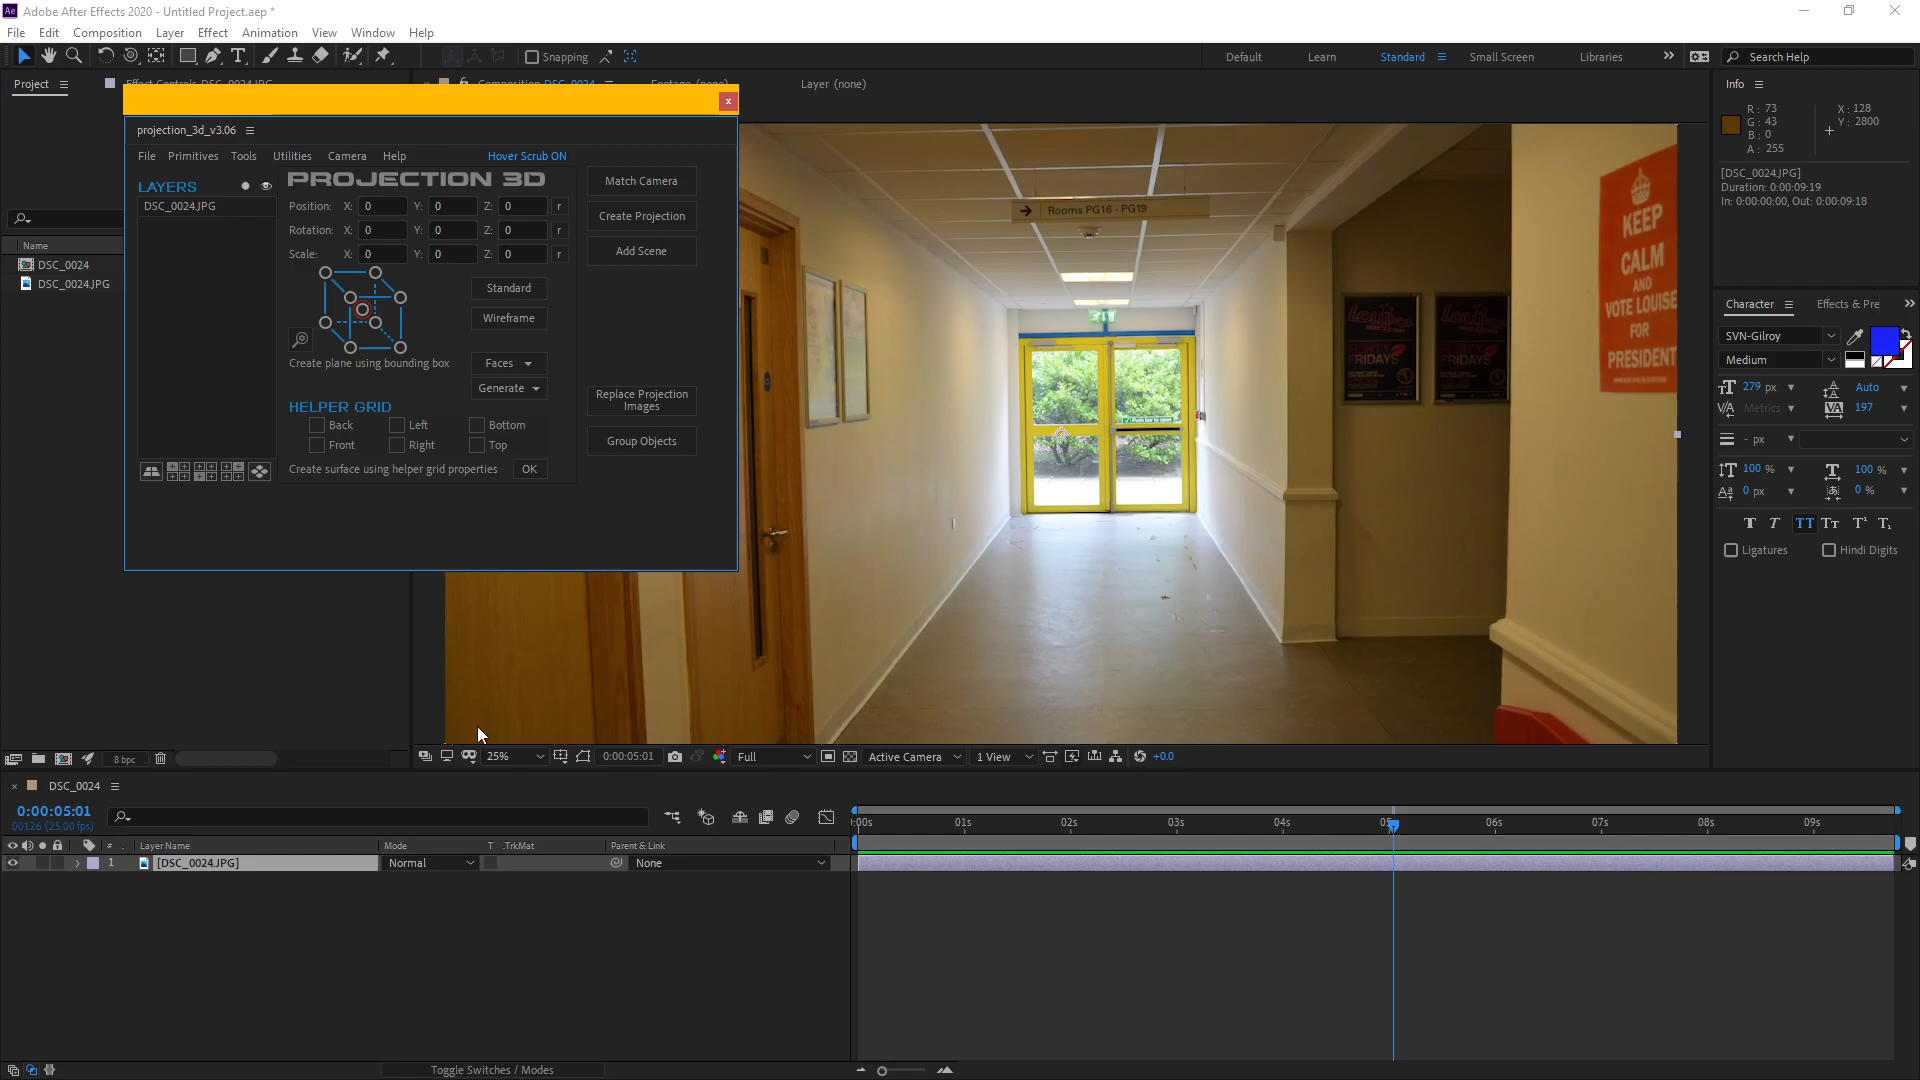 Adobe After Effects 2020 - Untitled Project.aep *
File Edit Composition Layer Effect Animation View Window Help
Snapping
Default Learn Standard Small Screen Libraries Search Help
Project Effect Controls DSC_0024.JPG Composition DSC_0024 Footage (none) Layer (none)
Name
DSC_0024
DSC_0024.JPG
projection_3d_v3.06
File Primitives Tools Utilities Camera Help Hover Scrub ON
LAYERS
DSC_0024.JPG
PROJECTION 3D
Position: X: 0 Y: 0 Z: 0 r
Rotation: X: 0 Y: 0 Z: 0 r
Scale: X: 0 Y: 0 Z: 0 r
Standard
Wireframe
Create plane using bounding box
Faces
Generate
HELPER GRID
Back Left Bottom
Front Right Top
Create surface using helper grid properties OK
Match Camera
Create Projection
Add Scene
Replace Projection
Images
Group Objects
Rooms PG16 - PG19
FRIDAYS
FRIDAYS
KEEP
CALM
AND
VOTE LOUISE
FOR
PRESIDENT
Info
R: 73
G: 43
B: 0
A: 255
X: 128
Y: 2800
[DSC_0024.JPG]
Duration: 0:00:09:19
In: 0:00:00:00, Out: 0:00:09:18
Character Effects & Pre
SVN-Gilroy
Medium
279 px Auto
Metrics 197
- px
100 % 100 %
0 px 0 %
Ligatures Hindi Digits
8 bpc
25% 0:00:05:01 Full Active Camera 1 View +0.0
DSC_0024
0:00:05:01
00126 (25.00 fps)
:00s 01s 02s 03s 04s 05 06s 07s 08s 09s
# Layer Name Mode T .TrkMat Parent & Link
1 [DSC_0024.JPG] Normal None
Toggle Switches / Modes